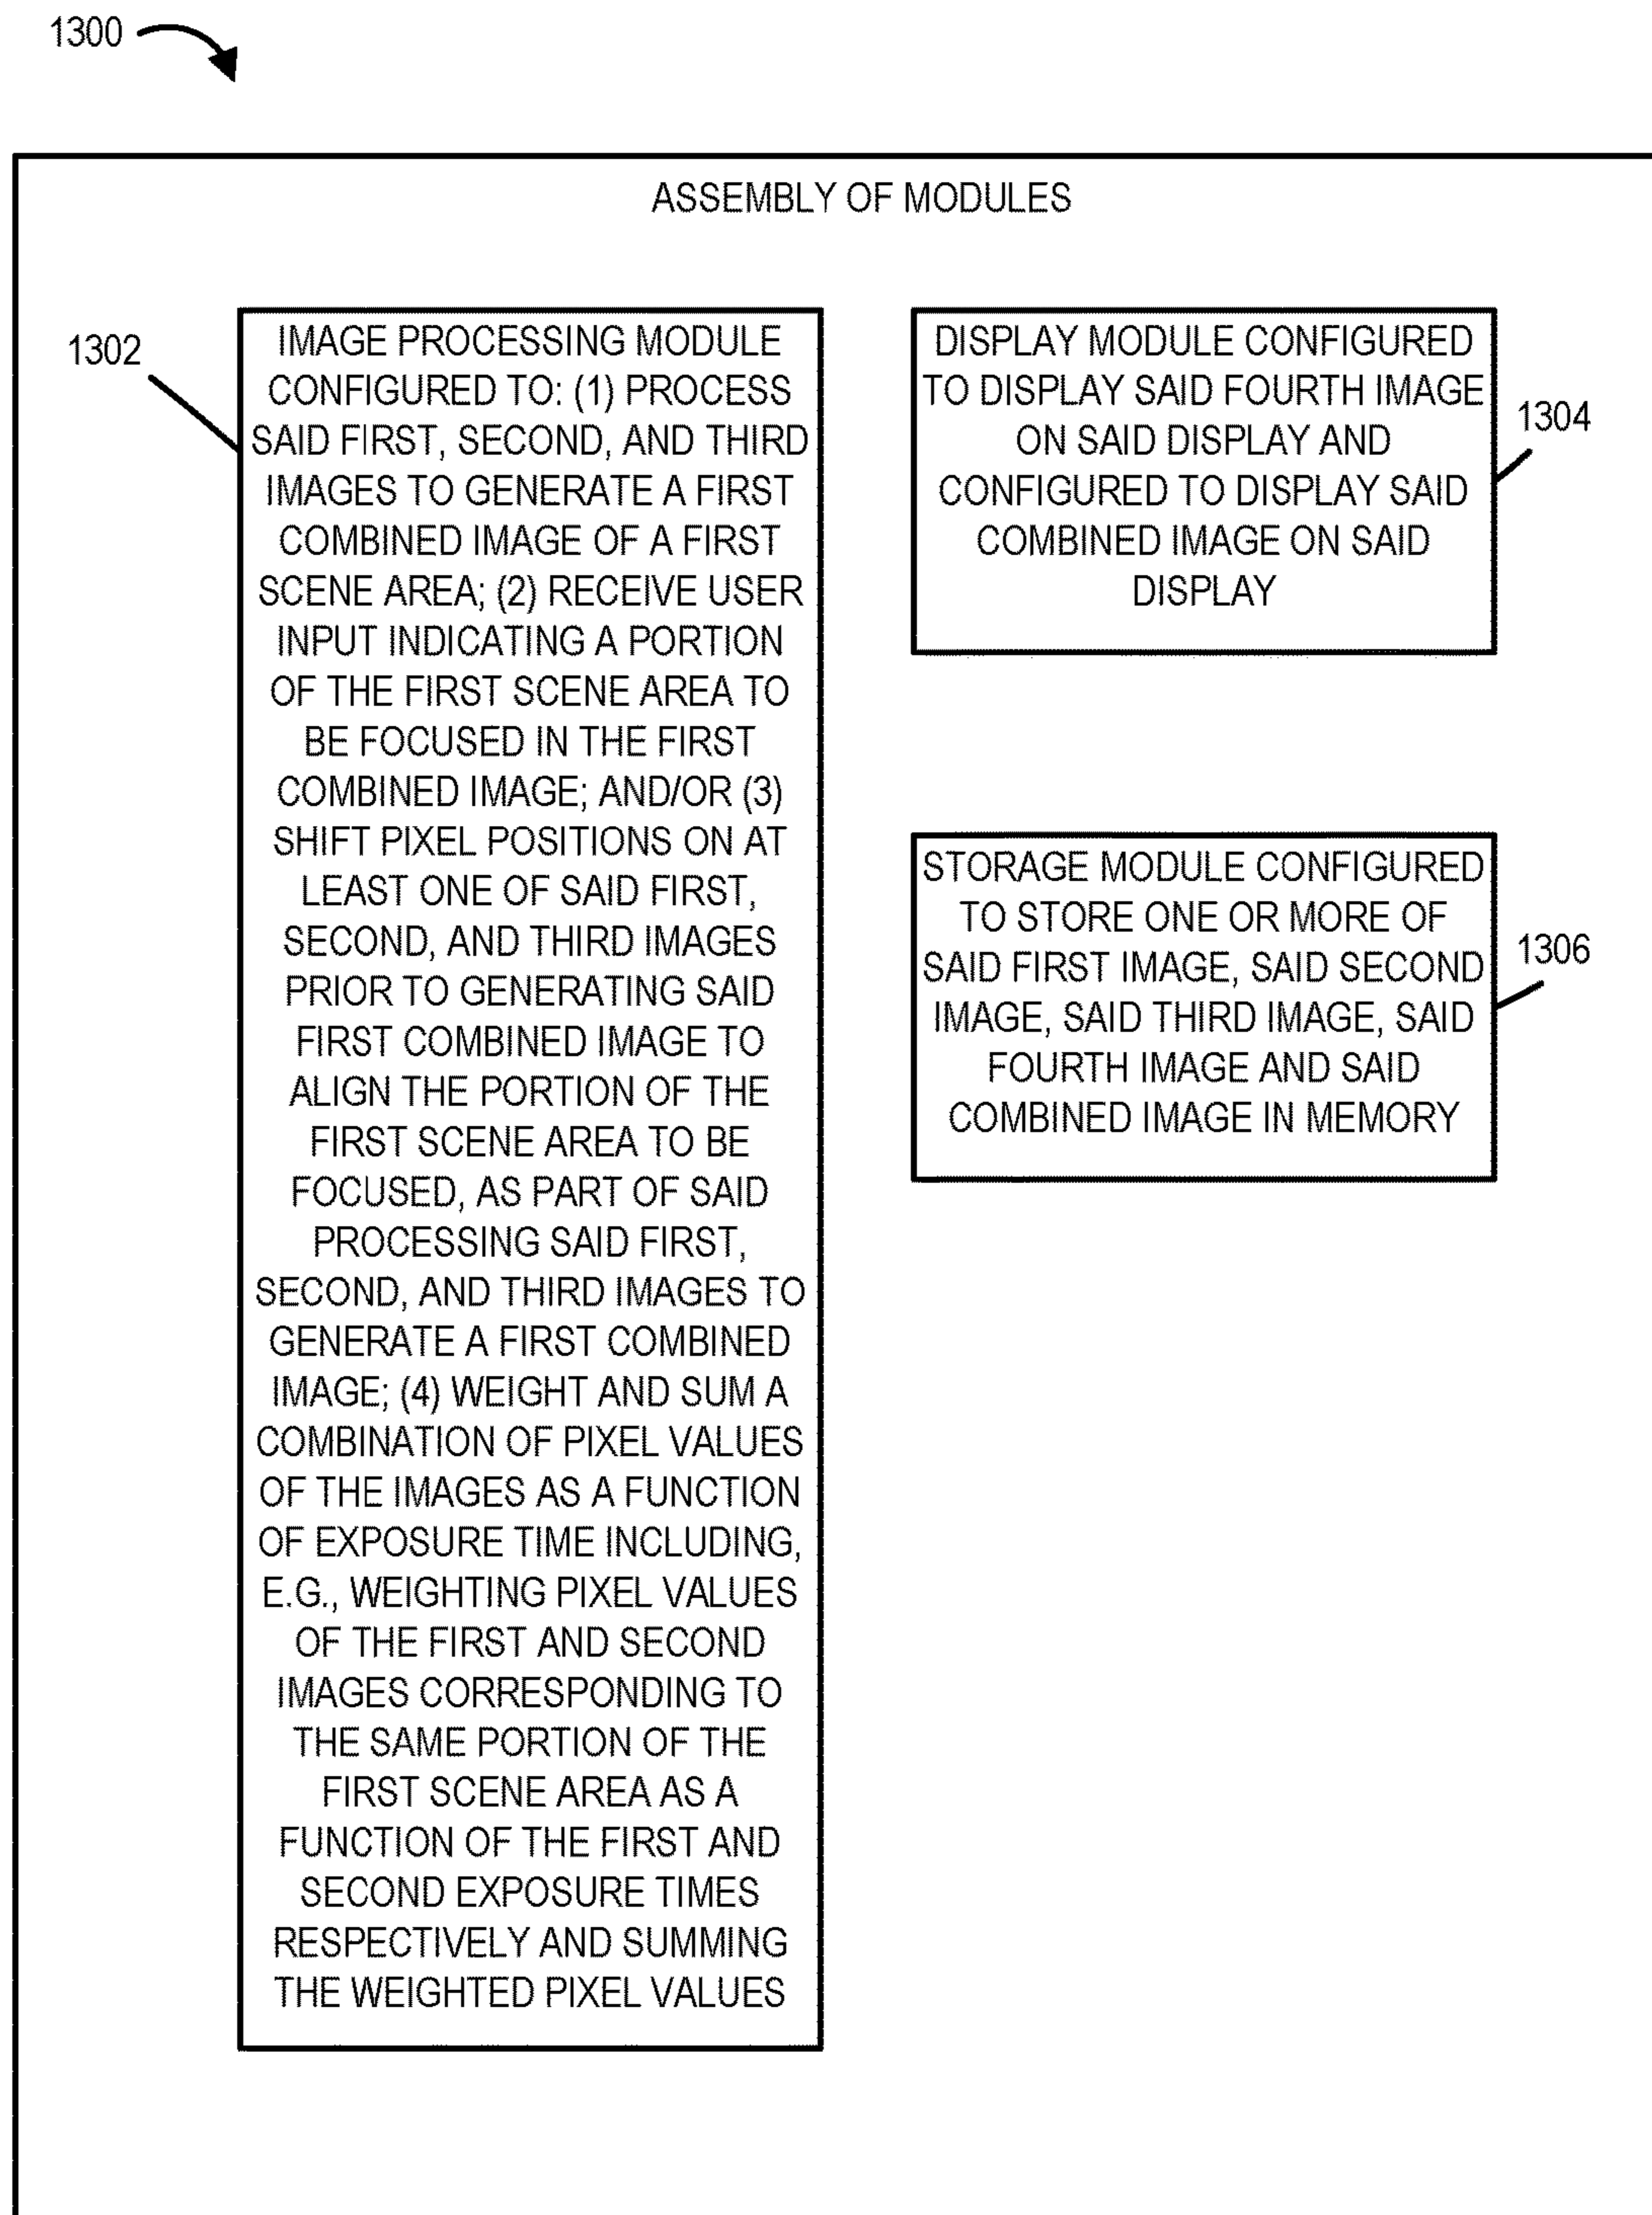 1300
ASSEMBLY OF MODULES
1302
IMAGE PROCESSING MODULE
CONFIGURED TO: (1) PROCESS
SAID FIRST, SECOND, AND THIRD
IMAGES TO GENERATE A FIRST
COMBINED IMAGE OF A FIRST
SCENE AREA; (2) RECEIVE USER
INPUT INDICATING A PORTION
OF THE FIRST SCENE AREA TO
BE FOCUSED IN THE FIRST
COMBINED IMAGE; AND/OR (3)
SHIFT PIXEL POSITIONS ON AT
LEAST ONE OF SAID FIRST,
SECOND, AND THIRD IMAGES
PRIOR TO GENERATING SAID
FIRST COMBINED IMAGE TO
ALIGN THE PORTION OF THE
FIRST SCENE AREA TO BE
FOCUSED, AS PART OF SAID
PROCESSING SAID FIRST,
SECOND, AND THIRD IMAGES TO
GENERATE A FIRST COMBINED
IMAGE; (4) WEIGHT AND SUM A
COMBINATION OF PIXEL VALUES
OF THE IMAGES AS A FUNCTION
OF EXPOSURE TIME INCLUDING,
E.G., WEIGHTING PIXEL VALUES
OF THE FIRST AND SECOND
IMAGES CORRESPONDING TO
THE SAME PORTION OF THE
FIRST SCENE AREA AS A
FUNCTION OF THE FIRST AND
SECOND EXPOSURE TIMES
RESPECTIVELY AND SUMMING
THE WEIGHTED PIXEL VALUES
DISPLAY MODULE CONFIGURED
TO DISPLAY SAID FOURTH IMAGE
ON SAID DISPLAY AND
CONFIGURED TO DISPLAY SAID
COMBINED IMAGE ON SAID
DISPLAY
1304
STORAGE MODULE CONFIGURED
TO STORE ONE OR MORE OF
SAID FIRST IMAGE, SAID SECOND
IMAGE, SAID THIRD IMAGE, SAID
FOURTH IMAGE AND SAID
COMBINED IMAGE IN MEMORY
1306